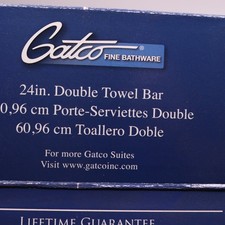 Gatco®
FINE BATHWARE
24in. Double Towel Bar
0,96 cm Porte-Serviettes Double
60,96 cm Toallero Doble
For more Gatco Suites
Visit www.gatcoinc.com
LIFETIME GUARANTEE